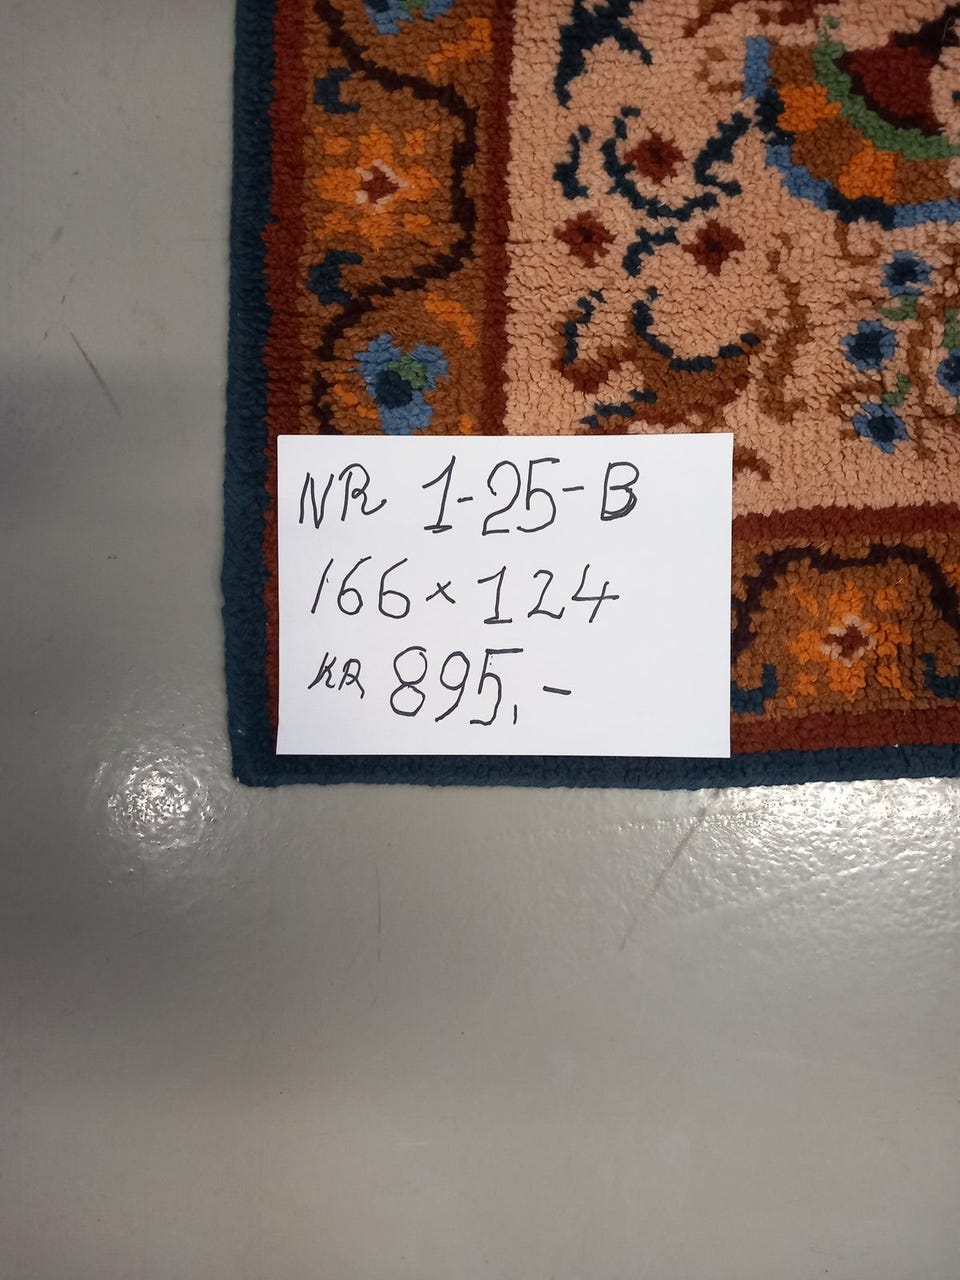 NR 1-25-B
166 x 124
KR 895,-